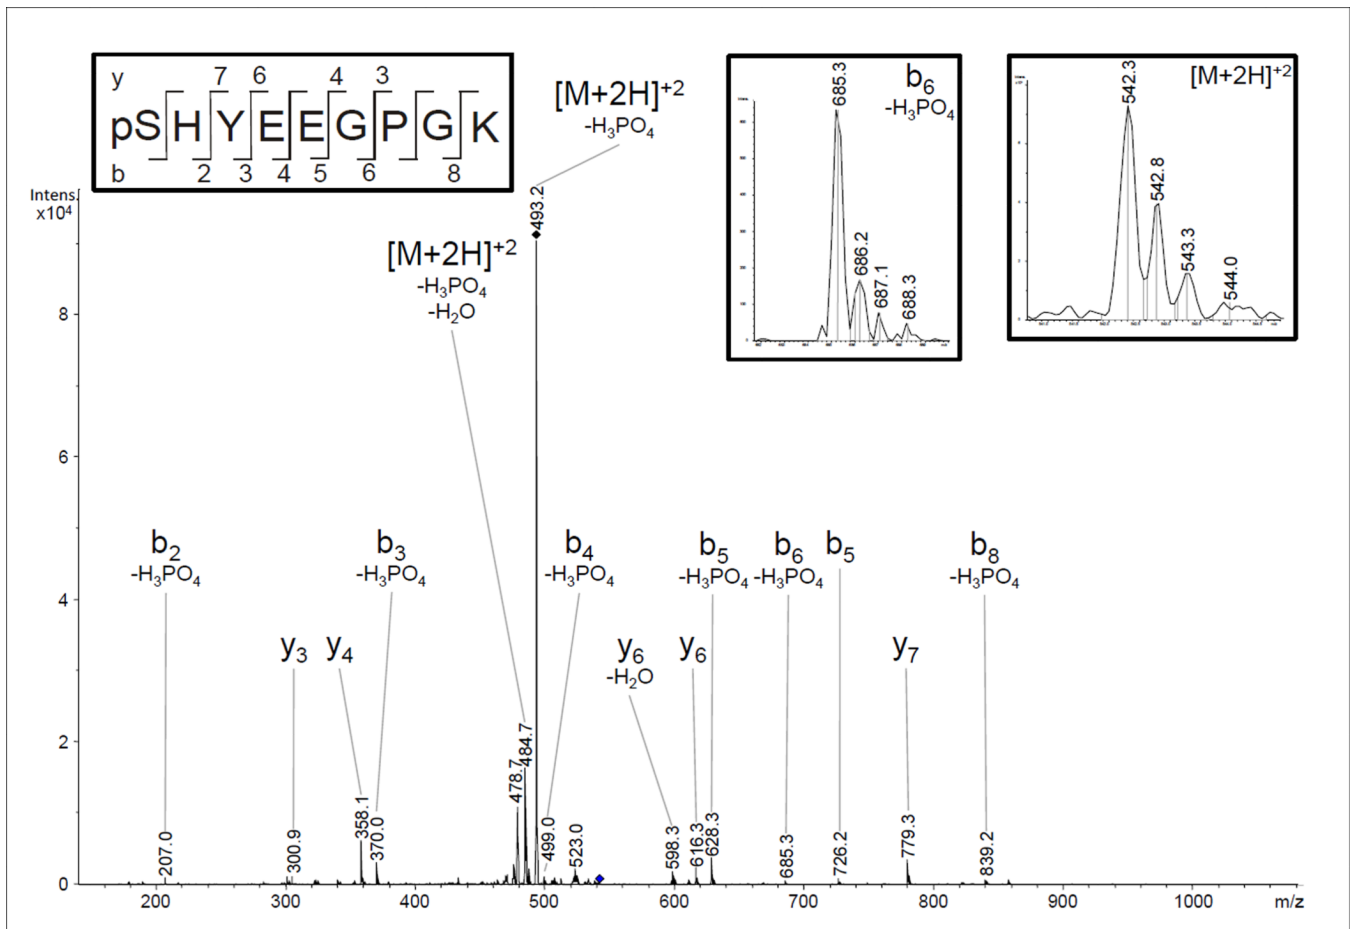 y 7 6 4 3
pSHYEEGPGK
b 2 3 4 5 6 8
[M+2H]+2
-H3PO4
[M+2H]+2
-H3PO4
-H2O
b6
-H3PO4
685.3
686.2
687.1
688.3
[M+2H]+2
542.3
542.8
543.3
544.0
Intens.
x10^4
8
6
4
2
0
b2
-H3PO4
b3
-H3PO4
b4
-H3PO4
b5
-H3PO4
b6
-H3PO4
b5
b8
-H3PO4
y3
y4
y6
-H2O
y6
y7
207.0
300.9
358.1
370.0
478.7
484.7
493.2
499.0
523.0
598.3
616.3
628.3
685.3
726.2
779.3
839.2
200 300 400 500 600 700 800 900 1000 m/z